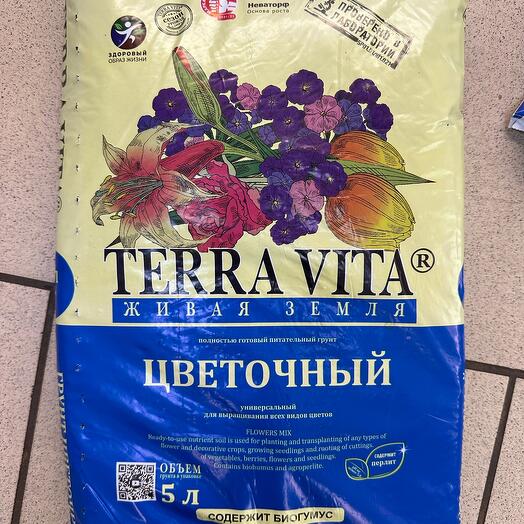 ЗДОРОВЫЙ
ОБРАЗ ЖИЗНИ
Неваторф
Основа роста
ПРОВЕРЕНО В
ЛАБОРАТОРИИ
TERRA VITA®
ЖИВАЯ ЗЕМЛЯ
полностью готовый питательный грунт
ЦВЕТОЧНЫЙ
универсальный
для выращивания всех видов цветов
FLOWERS MIX
Ready-to-use nutrient soil is used for planting and transplanting of any types of
flower and decorative crops, growing seedlings and rooting of cuttings.
of vegetables, berries, flowers and seedlings.
Contains biohumus and agroperlite.
ОБЪЕМ
грунта в упаковке
5 л
СОДЕРЖИТ
перлит
СОДЕРЖИТ БИОГУМУС